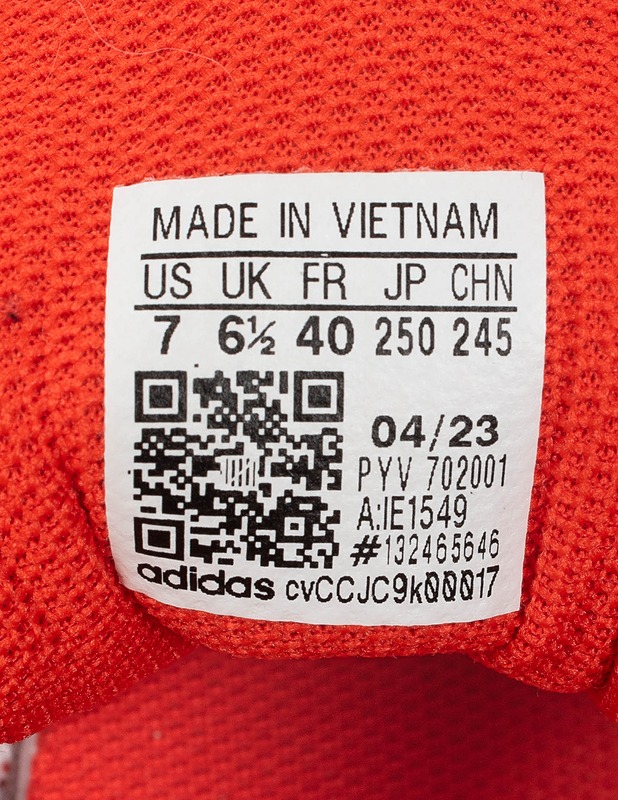 MADE IN VIETNAM
US UK FR JP CHN
7 6½ 40 250 245
04/23
PYV 702001
A:IE1549
#132465646
adidas cvCCJC9k00017